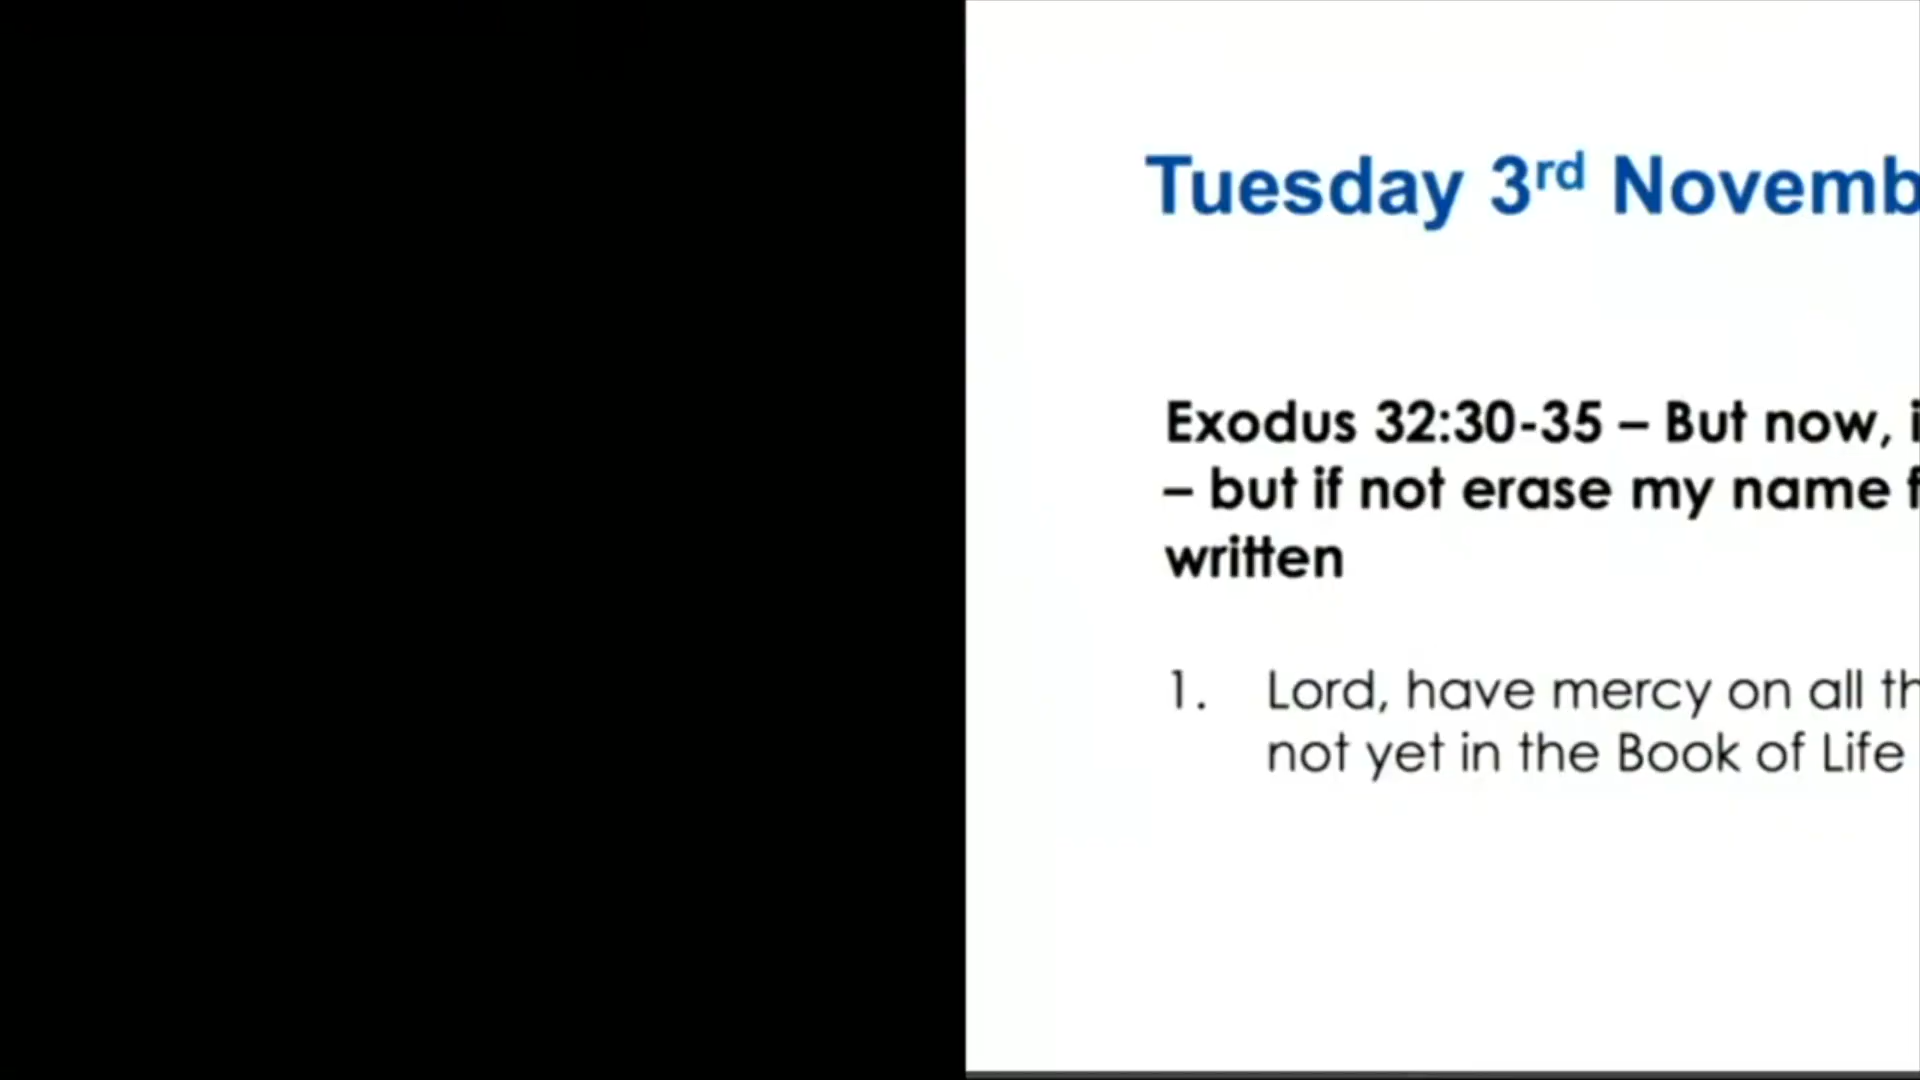 Tuesday 3rd Novemb
Exodus 32:30-35 – But now, i
– but if not erase my name f
written
1. Lord, have mercy on all th
not yet in the Book of Life